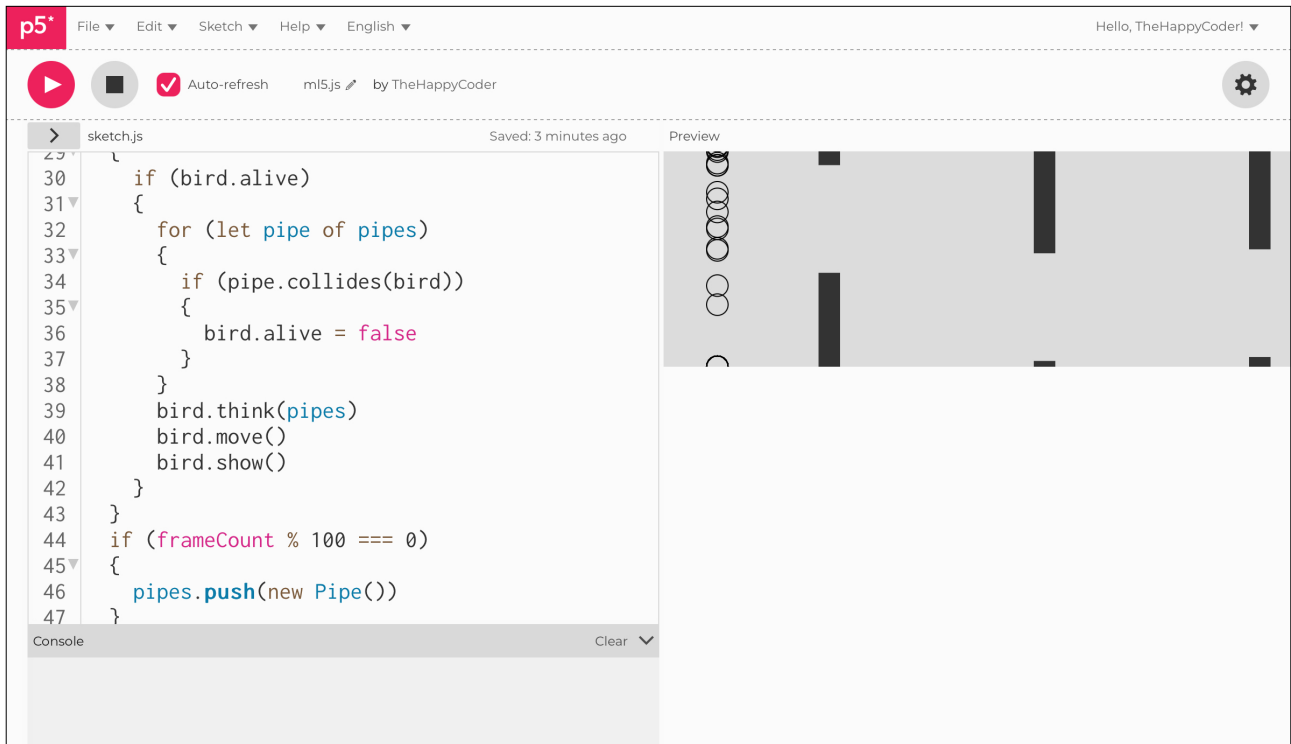 p5* File Edit Sketch Help English Hello, TheHappyCoder!
Auto-refresh ml5.js by TheHappyCoder
sketch.js Saved: 3 minutes ago Preview
29 {
30 if (bird.alive)
31 {
32 for (let pipe of pipes)
33 {
34 if (pipe.collides(bird))
35 {
36 bird.alive = false
37 }
38 }
39 bird.think(pipes)
40 bird.move()
41 bird.show()
42 }
43 }
44 if (frameCount % 100 === 0)
45 {
46 pipes.push(new Pipe())
47 }
Console Clear